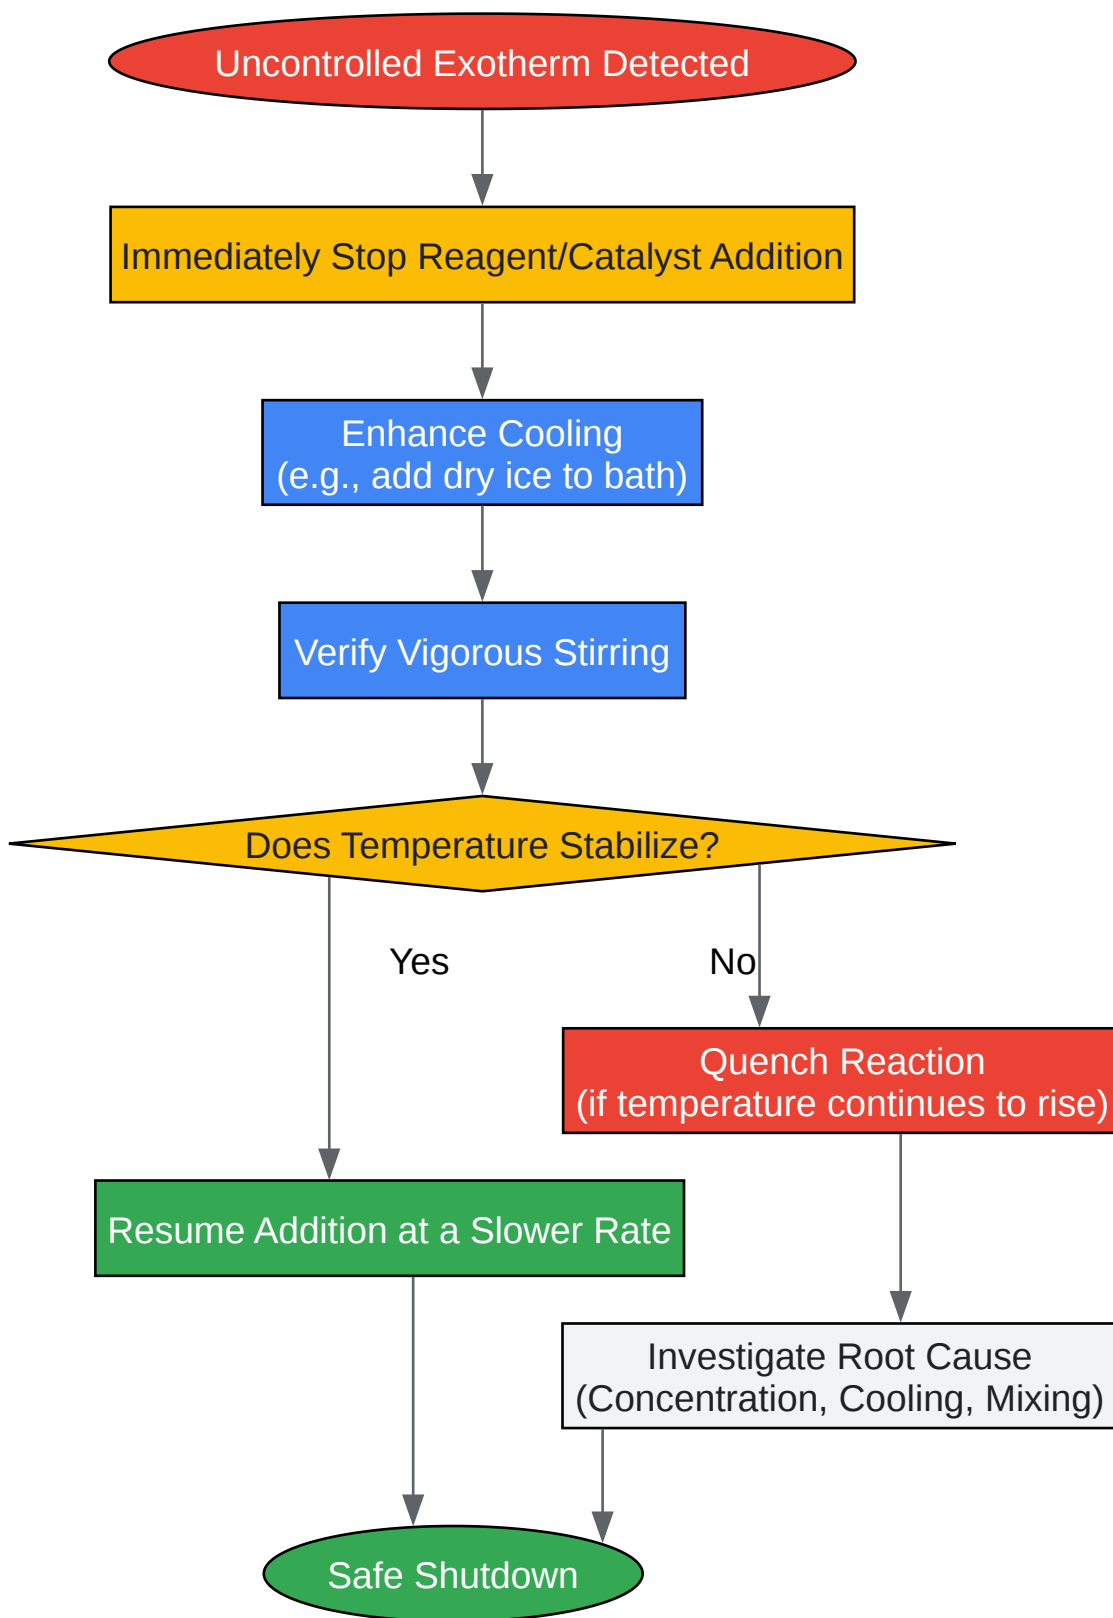 Uncontrolled Exotherm Detected
Immediately Stop Reagent/Catalyst Addition
Enhance Cooling
(e.g., add dry ice to bath)
Verify Vigorous Stirring
Does Temperature Stabilize?
Yes
No
Quench Reaction
(if temperature continues to rise)
Resume Addition at a Slower Rate
Investigate Root Cause
(Concentration, Cooling, Mixing)
Safe Shutdown